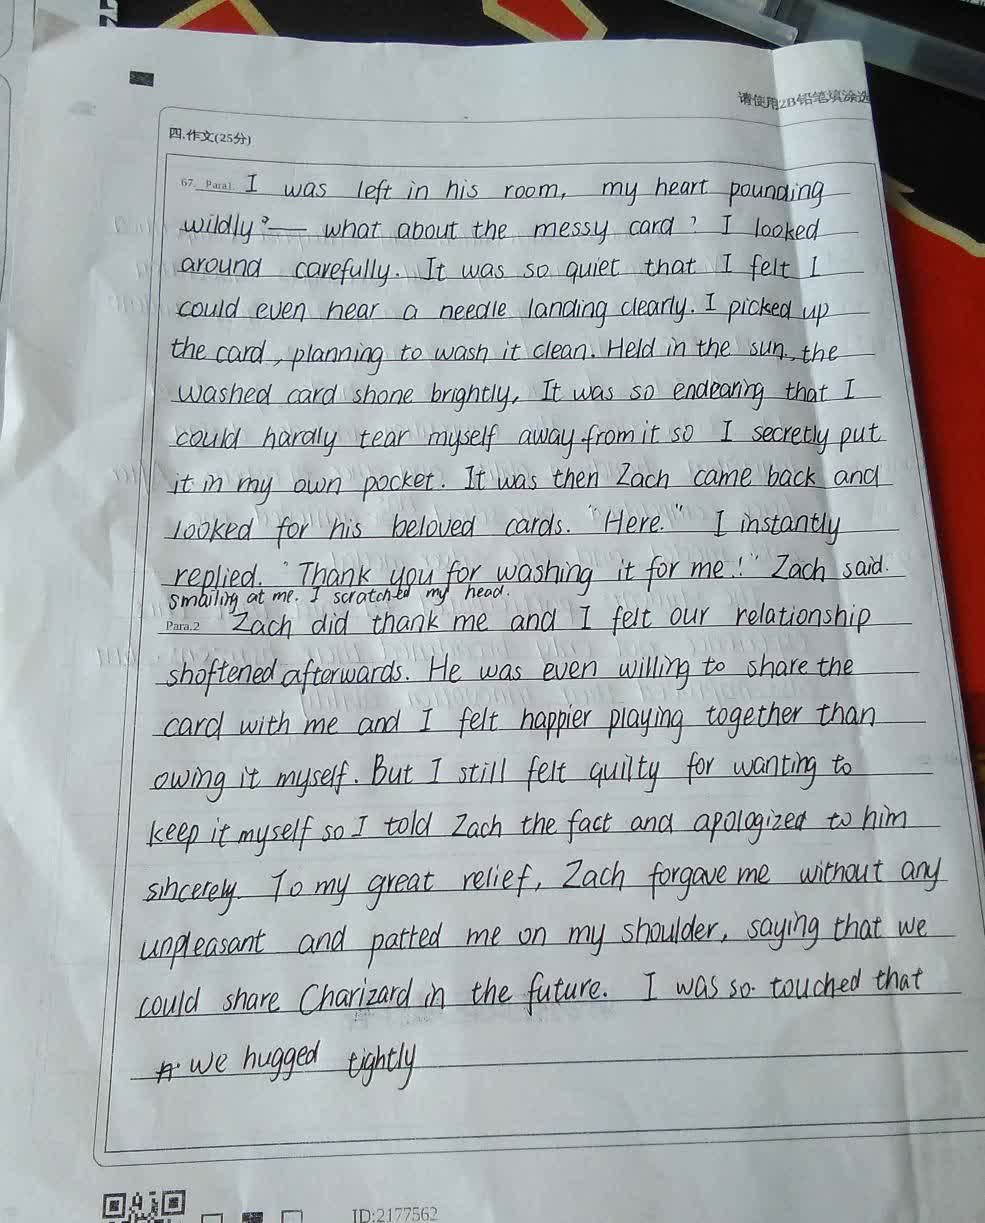 请使用2B铅笔填涂选
四.作文(25分)
67. Para1. I was left in his room, my heart pounding
wildly?— what about the messy card? I looked
around carefully. It was so quiet that I felt I
could even hear a needle landing clearly. I picked up
the card, planning to wash it clean. Held in the sun, the
washed card shone brightly, It was so endearing that I
could hardly tear myself away from it so I secretly put
it in my own pocket. It was then Zach came back and
looked for his beloved cards. "Here." I instantly
replied. "Thank you for washing it for me!" Zach said.
smailing at me. I scratched my head.
Para.2 Zach did thank me and I felt our relationship
shoftened afterwards. He was even willing to share the
card with me and I felt happier playing together than
owing it myself. But I still felt quilty for wanting to
keep it myself so I told Zach the fact and apologized to him
sincerely. To my great relief, Zach forgave me without any
unpleasant and patted me on my shoulder, saying that we
could share Charizard in the future. I was so touched that
we hugged tightly
ID:2177562